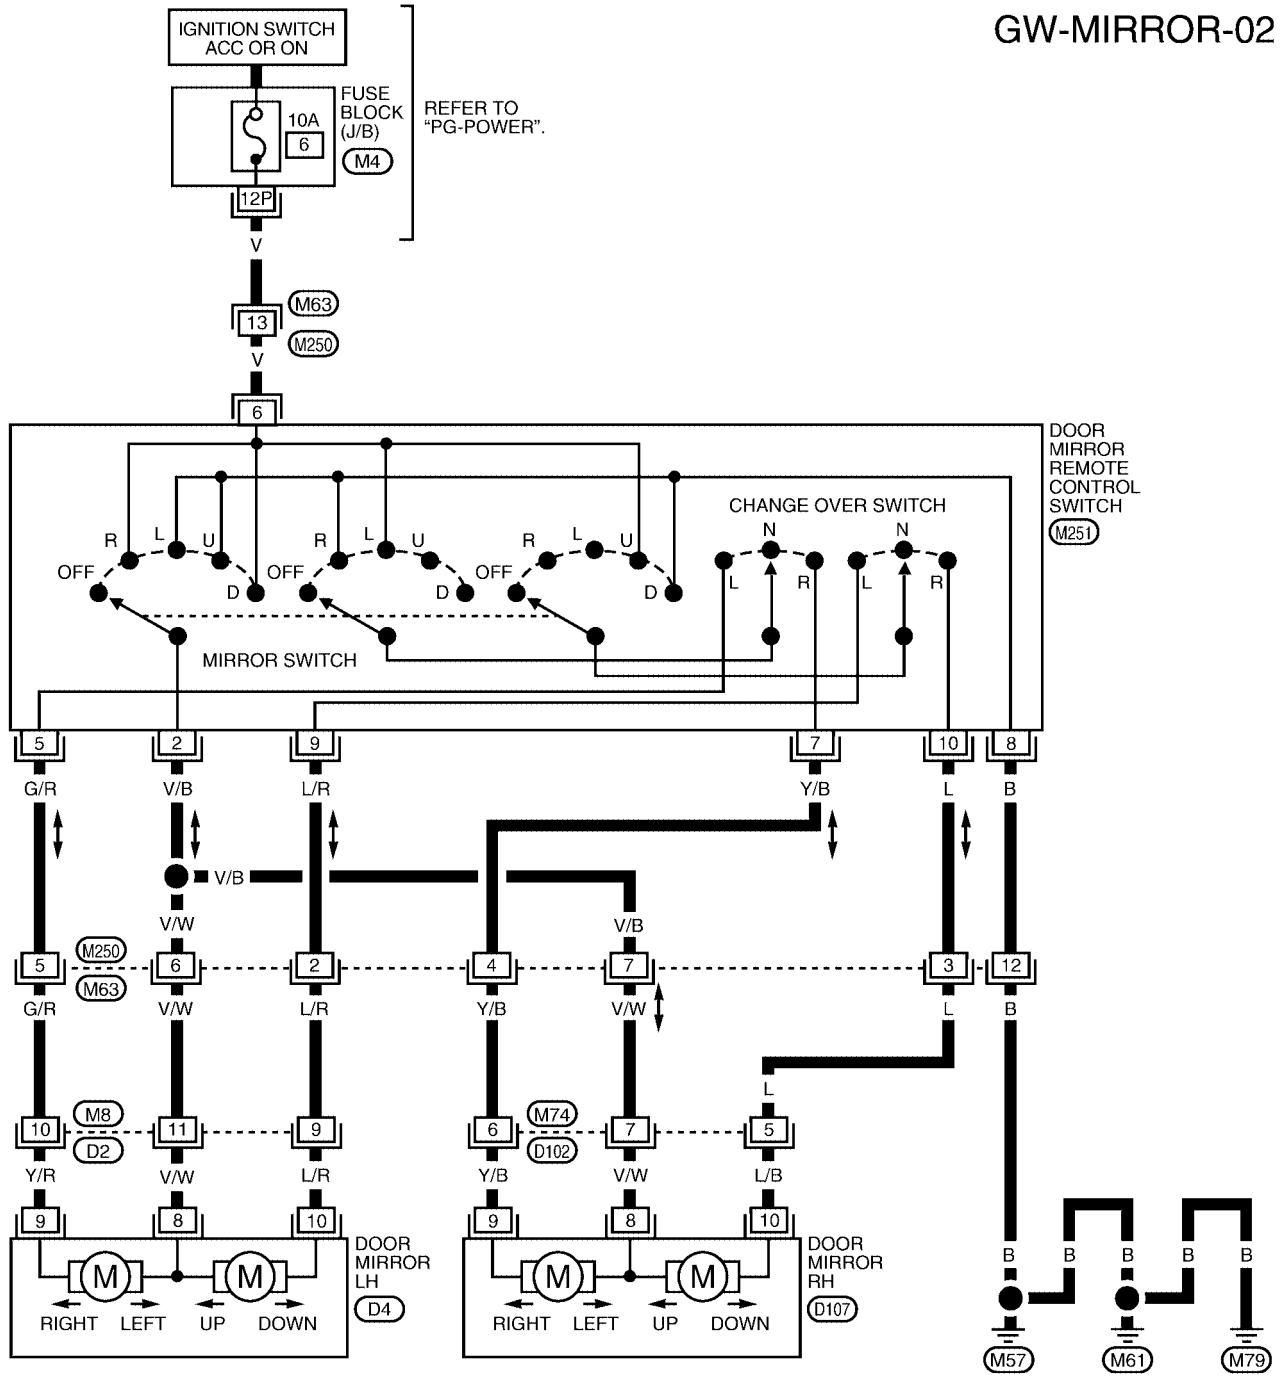 GW-MIRROR-02
IGNITION SWITCH
ACC OR ON
FUSE
BLOCK
(J/B)
M4
10A
6
REFER TO
"PG-POWER".
12P
V
M63
13
M250
V
6
DOOR
MIRROR
REMOTE
CONTROL
SWITCH
M251
CHANGE OVER SWITCH
OFF R L U D
OFF R L U D
OFF R L U D
L N R
L N R
MIRROR SWITCH
5 2 9 7 10 8
G/R V/B L/R Y/B L B
V/B
V/W V/B
M250
5 6 2 4 7 3 12
M63
G/R V/W L/R Y/B V/W L B
L
M8 M74
10 11 9 6 7 5
D2 D102
Y/R V/W L/R Y/B V/W L/B
9 8 10 9 8 10
DOOR
MIRROR
LH
D4
M M
RIGHT LEFT UP DOWN
DOOR
MIRROR
RH
D107
M M
RIGHT LEFT UP DOWN
B B B B B
M57 M61 M79